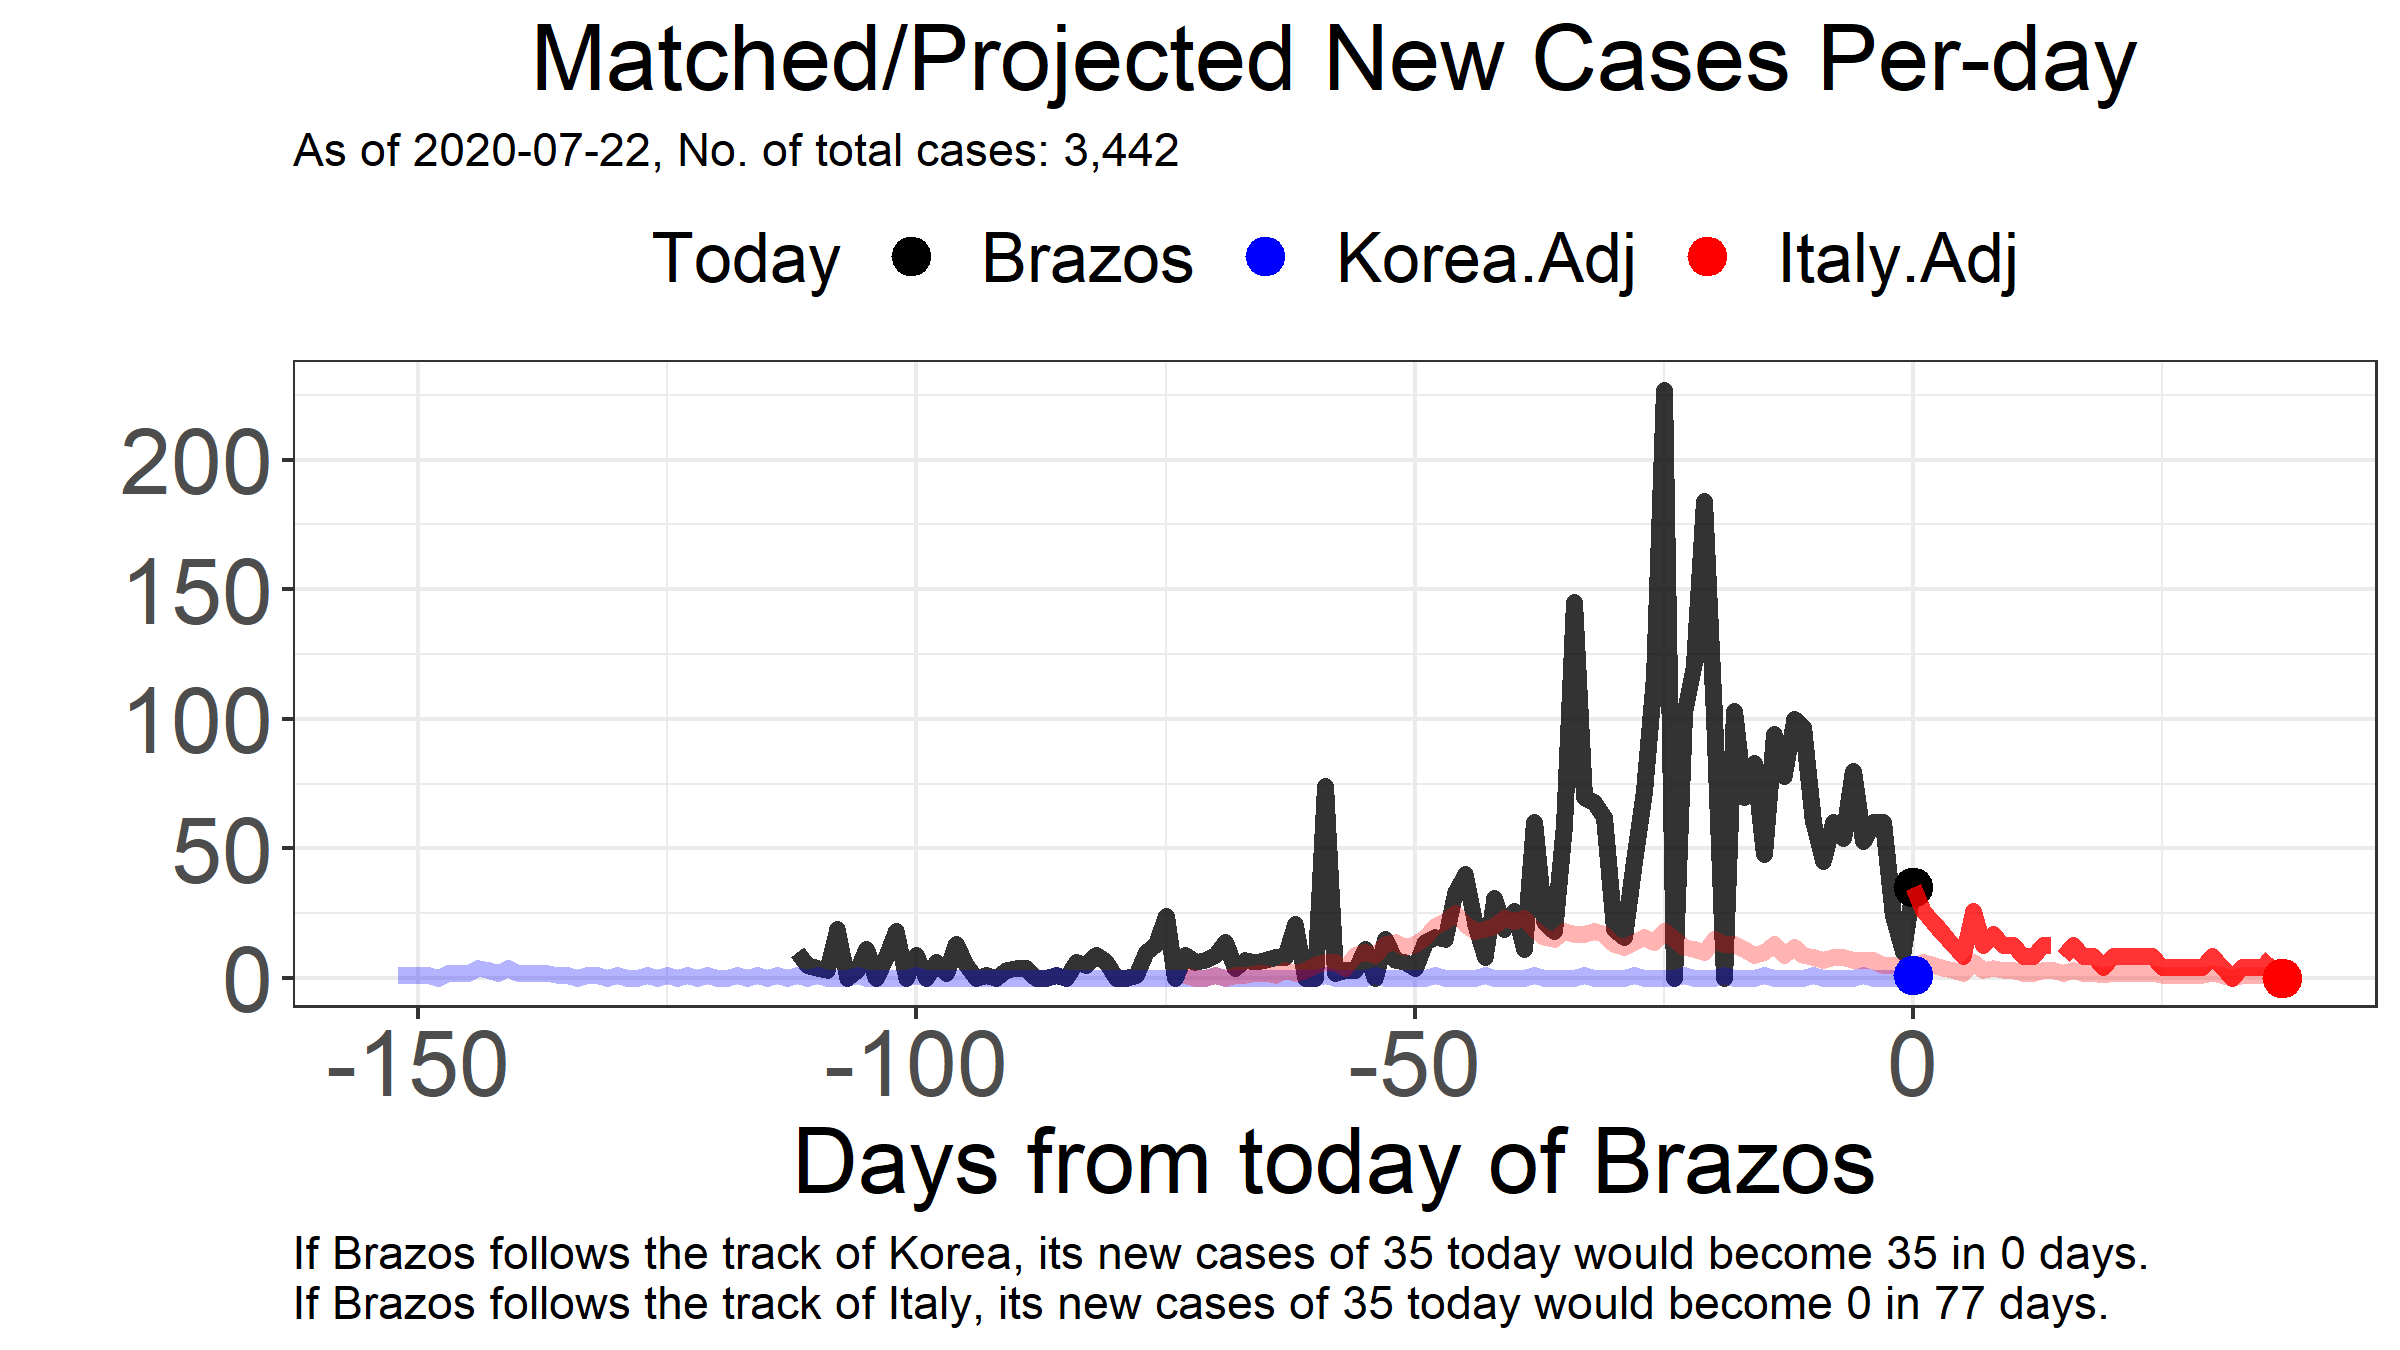 Matched/Projected New Cases Per-day
As of 2020-07-22, No. of total cases: 3,442
Today Brazos Korea.Adj Italy.Adj
200
150
100
50
0
-150 -100 -50 0
Days from today of Brazos
If Brazos follows the track of Korea, its new cases of 35 today would become 35 in 0 days.
If Brazos follows the track of Italy, its new cases of 35 today would become 0 in 77 days.